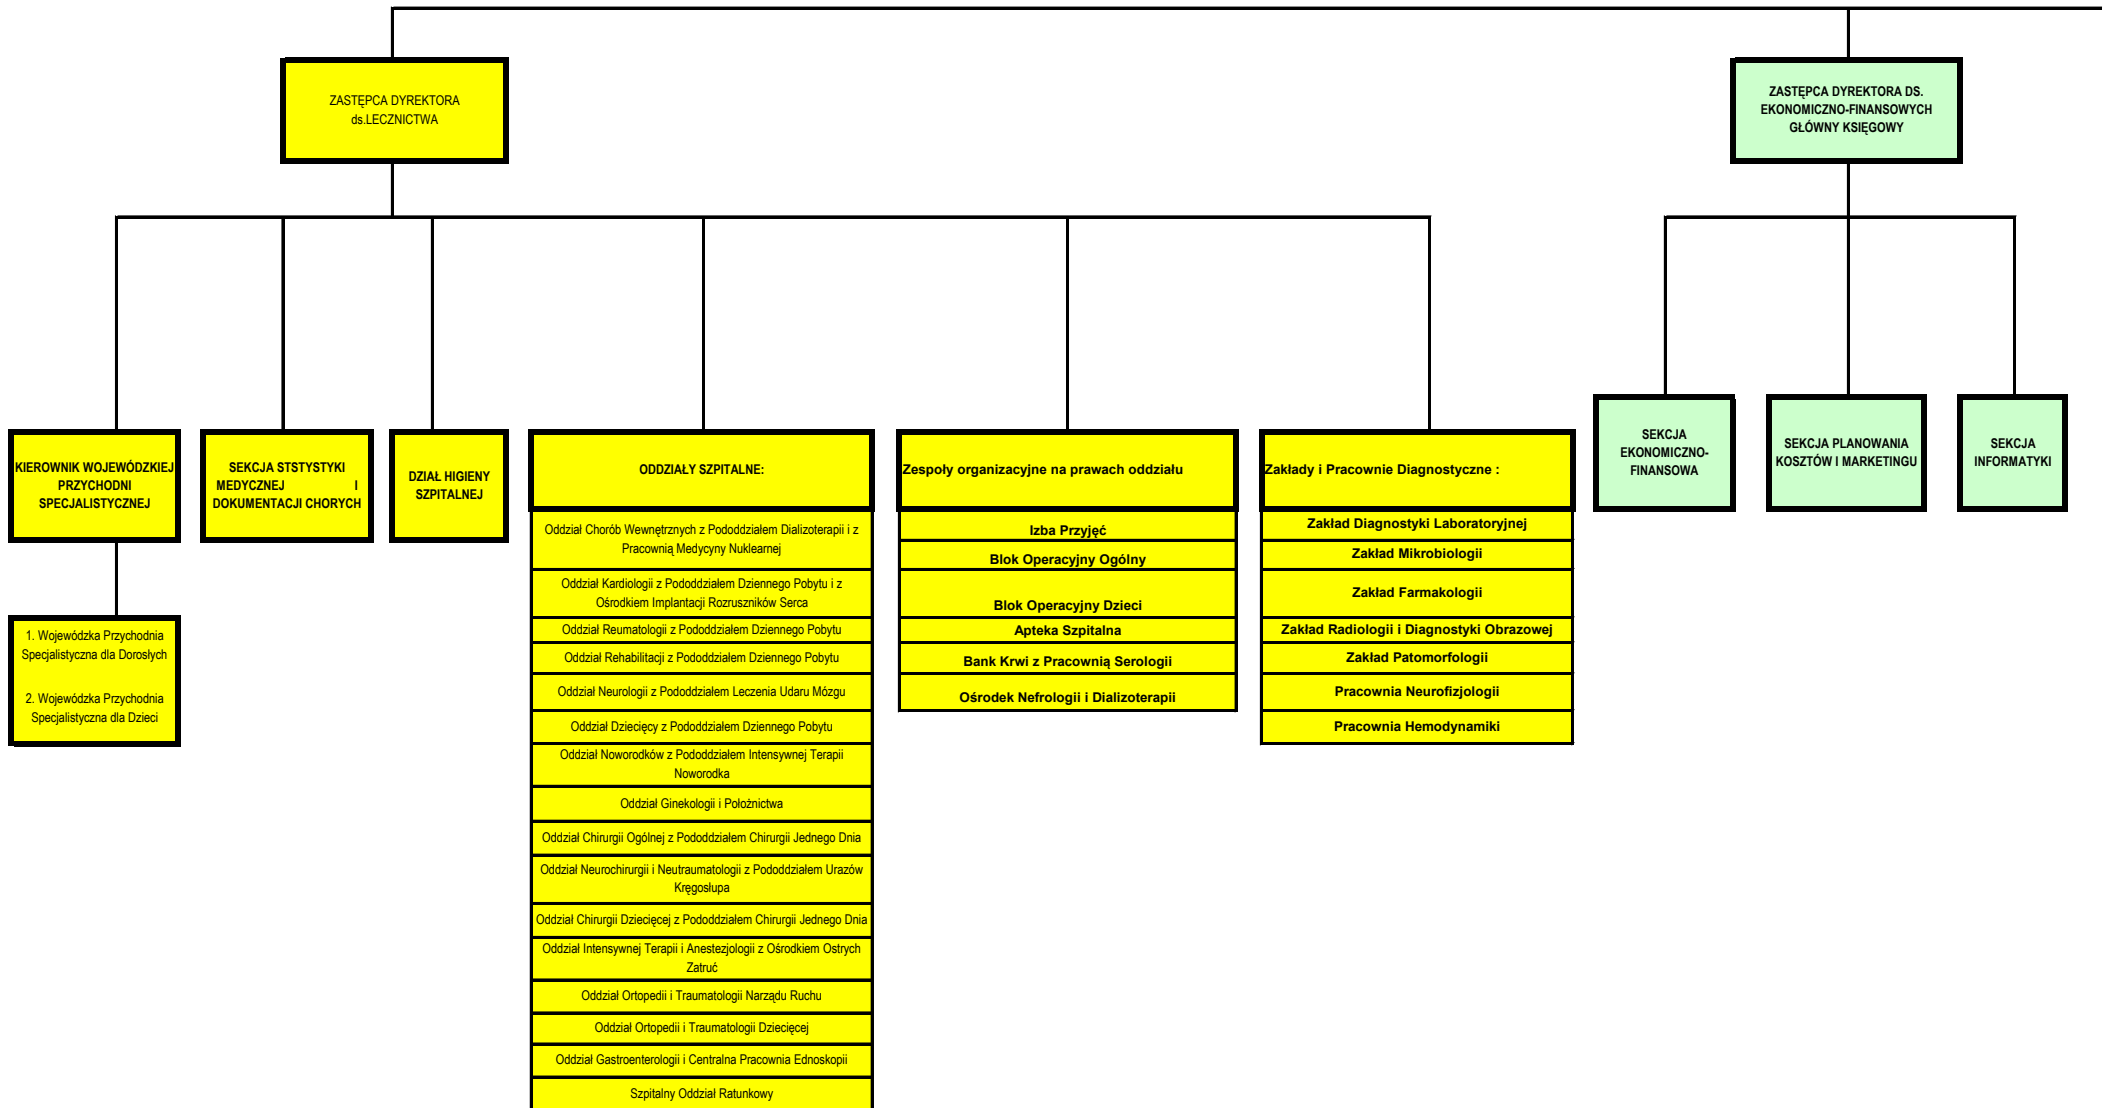 ZASTĘPCA DYREKTORA
ds.LECZNICTWA
ZASTĘPCA DYREKTORA DS.
EKONOMICZNO-FINANSOWYCH
GŁÓWNY KSIĘGOWY
KIEROWNIK WOJEWÓDZKIEJ
PRZYCHODNI
SPECJALISTYCZNEJ
SEKCJA STSTYSTYKI
MEDYCZNEJ I
DOKUMENTACJI CHORYCH
DZIAŁ HIGIENY
SZPITALNEJ
ODDZIAŁY SZPITALNE:
Zespoły organizacyjne na prawach oddziału
Zakłady i Pracownie Diagnostyczne :
SEKCJA
EKONOMICZNO-
FINANSOWA
SEKCJA PLANOWANIA
KOSZTÓW I MARKETINGU
SEKCJA
INFORMATYKI
1. Wojewódzka Przychodnia
Specjalistyczna dla Dorosłych
2. Wojewódzka Przychodnia
Specjalistyczna dla Dzieci
Oddział Chorób Wewnętrznych z Pododdziałem Dializoterapii i z
Pracownią Medycyny Nuklearnej
Oddział Kardiologii z Pododdziałem Dziennego Pobytu i z
Ośrodkiem Implantacji Rozruszników Serca
Oddział Reumatologii z Pododdziałem Dziennego Pobytu
Oddział Rehabilitacji z Pododdziałem Dziennego Pobytu
Oddział Neurologii z Pododdziałem Leczenia Udaru Mózgu
Oddział Dziecięcy z Pododdziałem Dziennego Pobytu
Oddział Noworodków z Pododdziałem Intensywnej Terapii
Noworodka
Oddział Ginekologii i Położnictwa
Oddział Chirurgii Ogólnej z Pododdziałem Chirurgii Jednego Dnia
Oddział Neurochirurgii i Neutraumatologii z Pododdziałem Urazów
Kręgosłupa
Oddział Chirurgii Dziecięcej z Pododdziałem Chirurgii Jednego Dnia
Oddział Intensywnej Terapii i Anestezjologii z Ośrodkiem Ostrych
Zatruć
Oddział Ortopedii i Traumatologii Narządu Ruchu
Oddział Ortopedii i Traumatologii Dziecięcej
Oddział Gastroenterologii i Centralna Pracownia Ednoskopii
Szpitalny Oddział Ratunkowy
Izba Przyjęć
Blok Operacyjny Ogólny
Blok Operacyjny Dzieci
Apteka Szpitalna
Bank Krwi z Pracownią Serologii
Ośrodek Nefrologii i Dializoterapii
Zakład Diagnostyki Laboratoryjnej
Zakład Mikrobiologii
Zakład Farmakologii
Zakład Radiologii i Diagnostyki Obrazowej
Zakład Patomorfologii
Pracownia Neurofizjologii
Pracownia Hemodynamiki